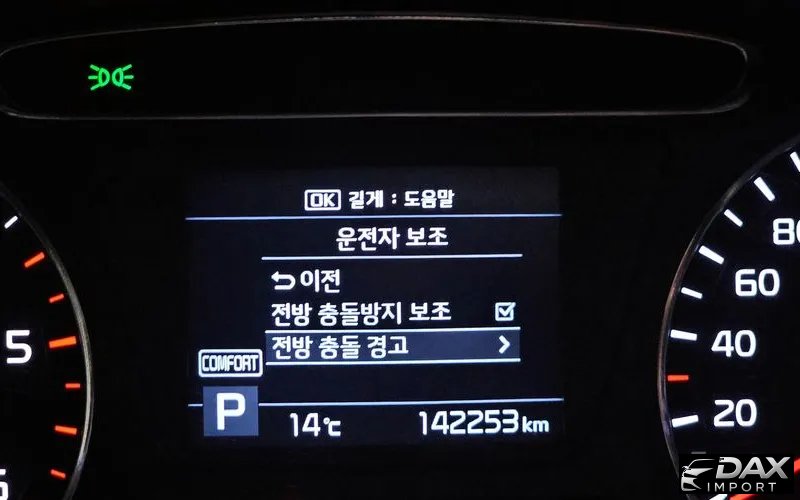 OK 길게 : 도움말
운전자 보조
이전
전방 충돌방지 보조
전방 충돌 경고
COMFORT
P
14℃ 142253km
5
80
60
40
20
DAX
IMPORT